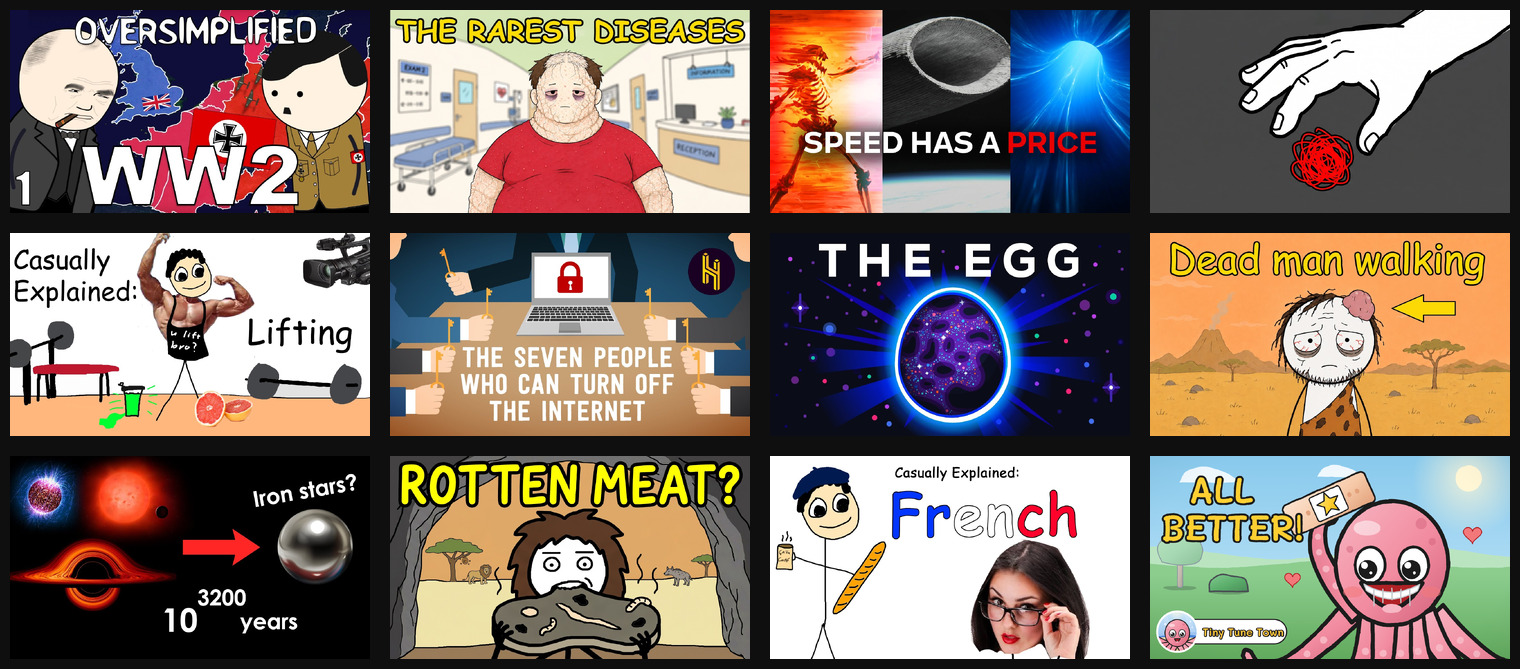 OVERSIMPLIFIED
WW2
1
THE RAREST DISEASES
INFORMATION
RECEPTION
SPEED HAS A PRICE
Casually
Explained:
u lift
bro?
Lifting
H
THE SEVEN PEOPLE
WHO CAN TURN OFF
THE INTERNET
THE EGG
Dead man walking
Iron stars?
10
3200
years
ROTTEN MEAT?
Casually Explained:
French
ALL
BETTER!
Tiny Tune Town